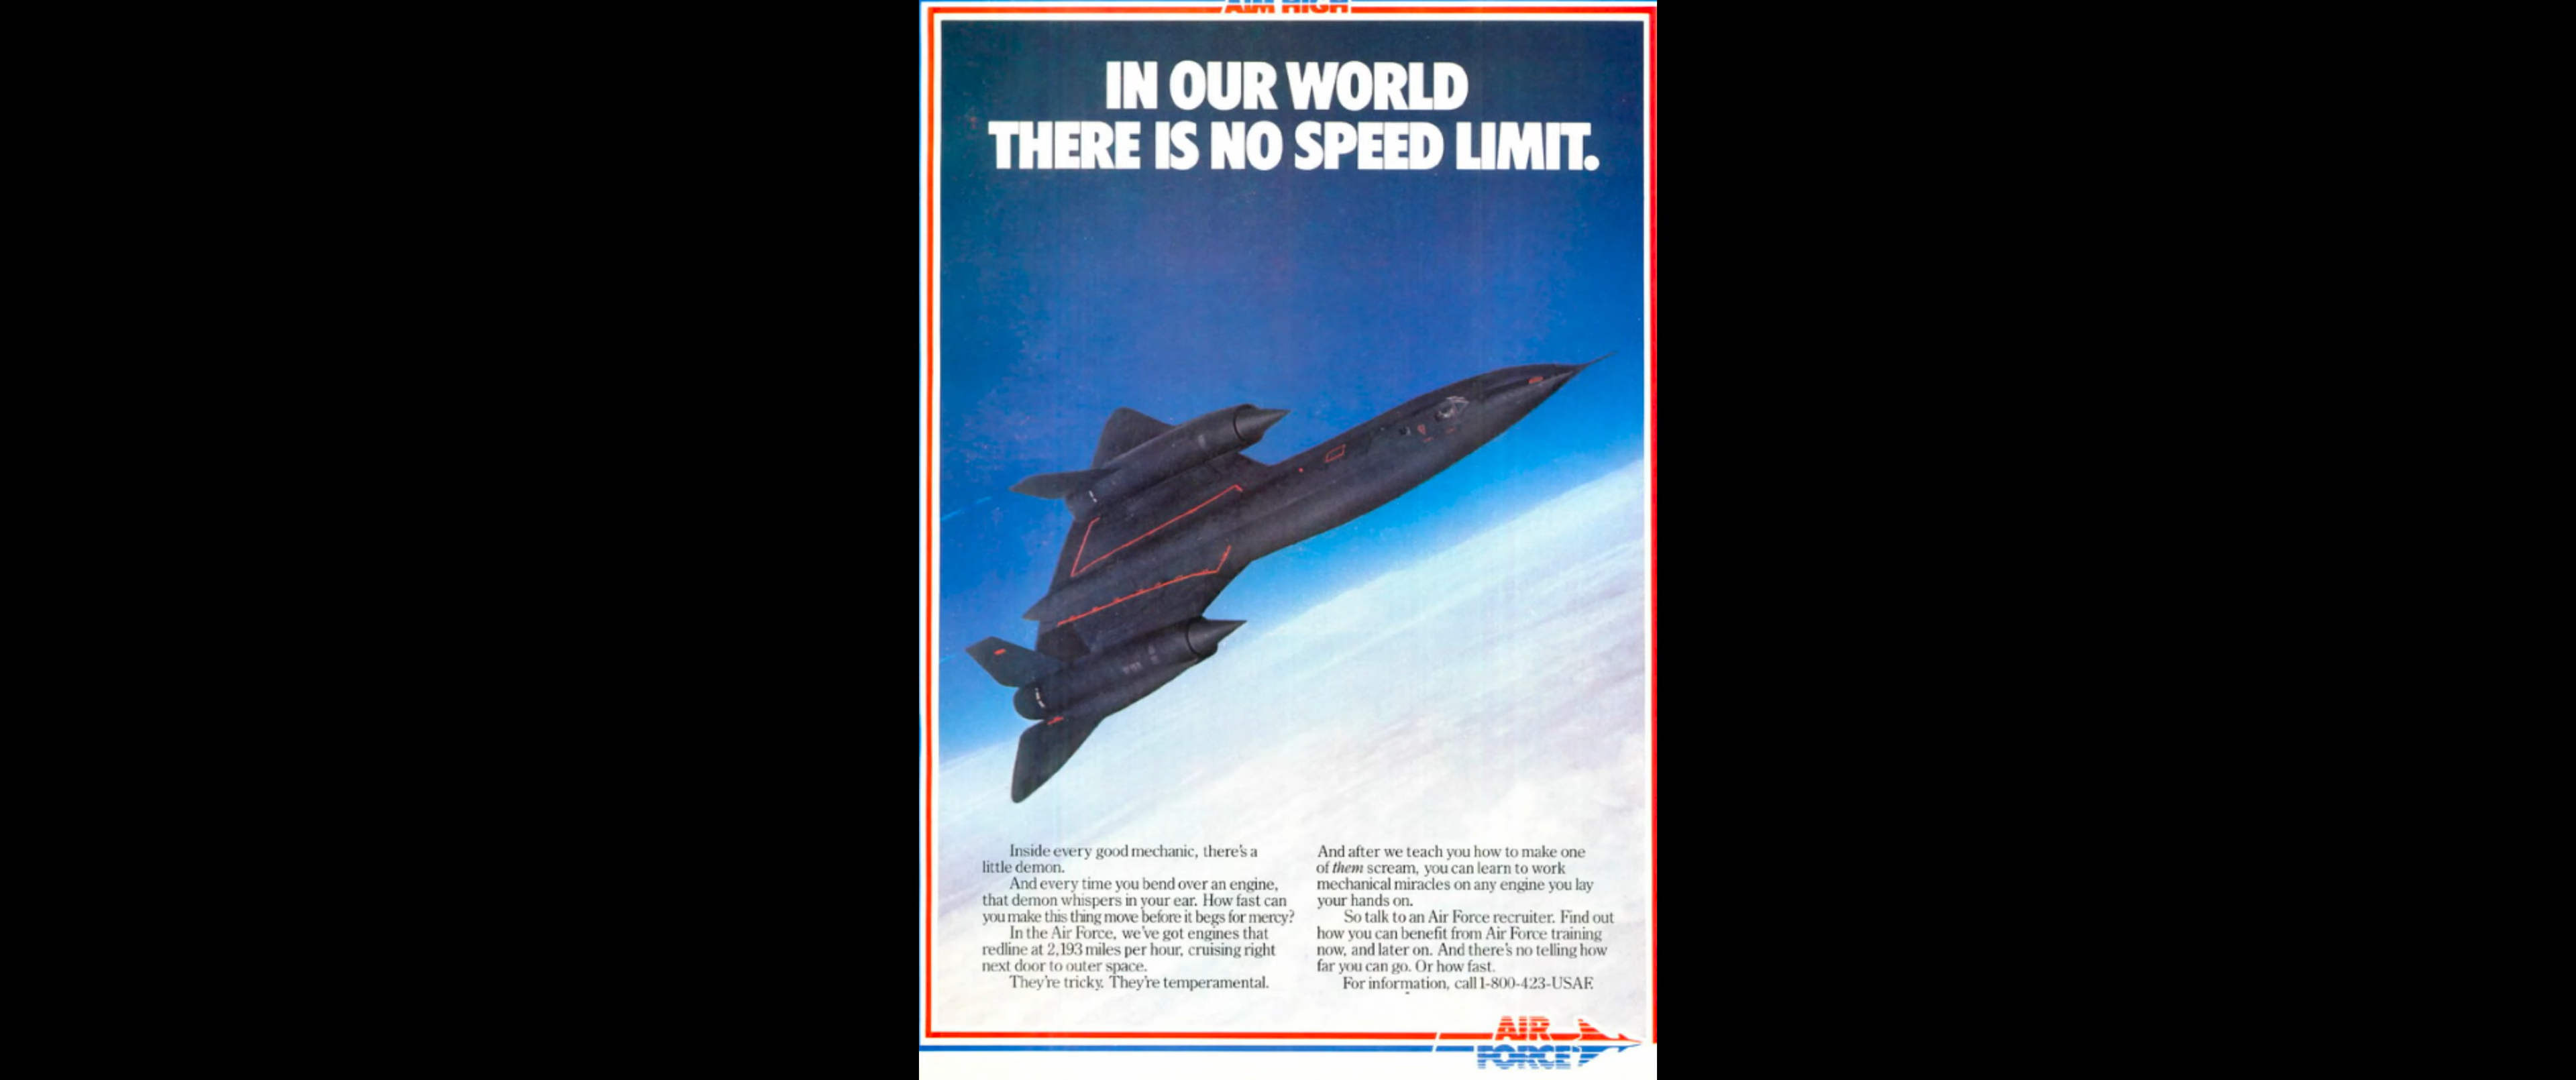 AIM HIGH
IN OUR WORLD
THERE IS NO SPEED LIMIT.
Inside every good mechanic, there's a
little demon.
And every time you bend over an engine,
that demon whispers in your ear. How fast can
you make this thing move before it begs for mercy?
In the Air Force, we've got engines that
redline at 2,193 miles per hour, cruising right
next door to outer space.
They're tricky. They're temperamental.
And after we teach you how to make one
of them scream, you can learn to work
mechanical miracles on any engine you lay
your hands on.
So talk to an Air Force recruiter. Find out
how you can benefit from Air Force training
now, and later on. And there's no telling how
far you can go. Or how fast.
For information, call 1-800-423-USAF.
AIR
FORCE